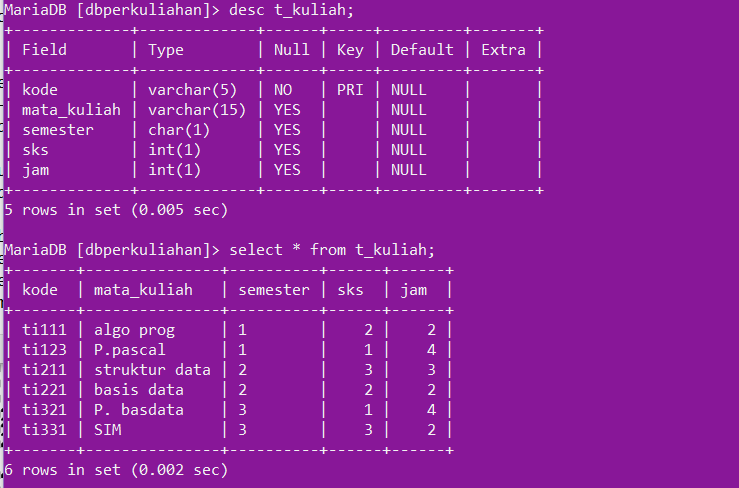 MariaDB [dbperkuliahan]> desc t_kuliah;
+-------------+-------------+------+-----+---------+-------+
| Field       | Type        | Null | Key | Default | Extra |
+-------------+-------------+------+-----+---------+-------+
| kode        | varchar(5)  | NO   | PRI | NULL    |       |
| mata_kuliah | varchar(15) | YES  |     | NULL    |       |
| semester    | char(1)     | YES  |     | NULL    |       |
| sks         | int(1)      | YES  |     | NULL    |       |
| jam         | int(1)      | YES  |     | NULL    |       |
+-------------+-------------+------+-----+---------+-------+
5 rows in set (0.005 sec)
MariaDB [dbperkuliahan]> select * from t_kuliah;
+-------+---------------+----------+------+------+
| kode  | mata_kuliah   | semester | sks  | jam  |
+-------+---------------+----------+------+------+
| ti111 | algo prog     | 1        |    2 |    2 |
| ti123 | P.pascal      | 1        |    1 |    4 |
| ti211 | struktur data | 2        |    3 |    3 |
| ti221 | basis data    | 2        |    2 |    2 |
| ti321 | P. basdata    | 3        |    1 |    4 |
| ti331 | SIM           | 3        |    3 |    2 |
+-------+---------------+----------+------+------+
6 rows in set (0.002 sec)